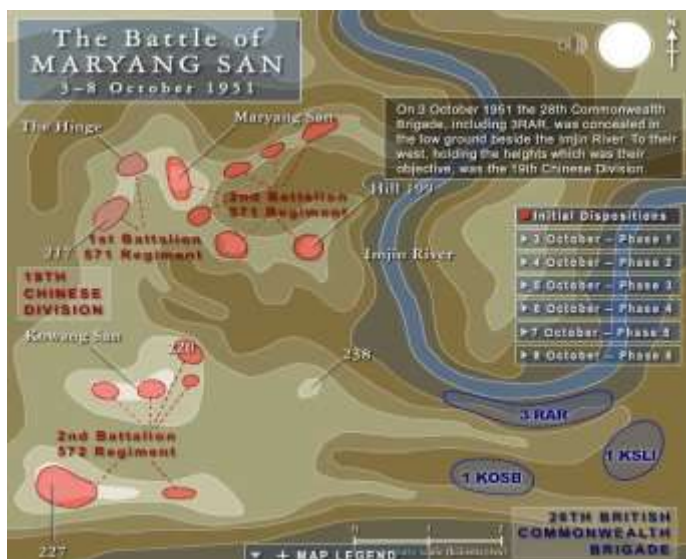 The Battle of
MARYANG SAN
3–8 October 1951
N
On 3 October 1951 the 28th Commonwealth
Brigade, including 3RAR, was concealed in
the low ground beside the Imjin River. To their
west, holding the heights which was their
objective, was the 19th Chinese Division.
The Hinge
Maryang San
2nd Battalion
571 Regiment
Hill 199
217
1st Battalion
571 Regiment
Imjin River
Initial Dispositions
3 October – Phase 1
4 October – Phase 2
5 October – Phase 3
6 October – Phase 4
7 October – Phase 5
8 October – Phase 6
19TH
CHINESE
DIVISION
Kowang San
220
238
2nd Battalion
572 Regiment
227
3 RAR
1 KSLI
1 KOSB
28TH BRITISH
COMMONWEALTH
BRIGADE
0 1 2
+ MAP LEGEND